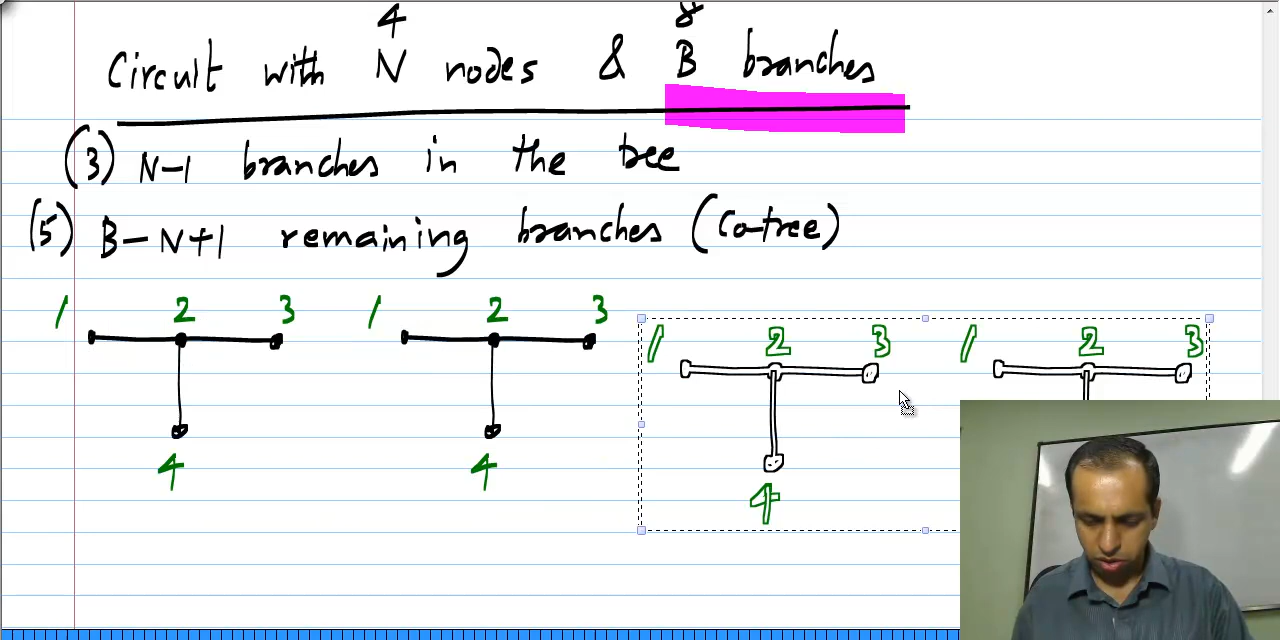 4 8
Circuit with N nodes & B branches
(3) N-1 branches in the tree
(5) B-N+1 remaining branches (Co-tree)
1 2 3 1 2 3 1 2 3 1 2 3
4 4 4